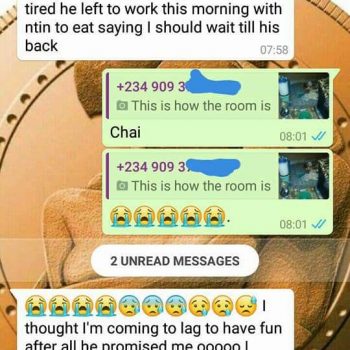 tired he left to work this morning with
ntin to eat saying I should wait till his
back
07:58
+234 909 3
This is how the room is
Chai
08:01
+234 909 3
This is how the room is
😭😭😭😭😭.
08:01
2 UNREAD MESSAGES
😭😭😭😭😰😰😰😢😢😓 I
thought I'm coming to lag to have fun
after all he promised me ooooo I